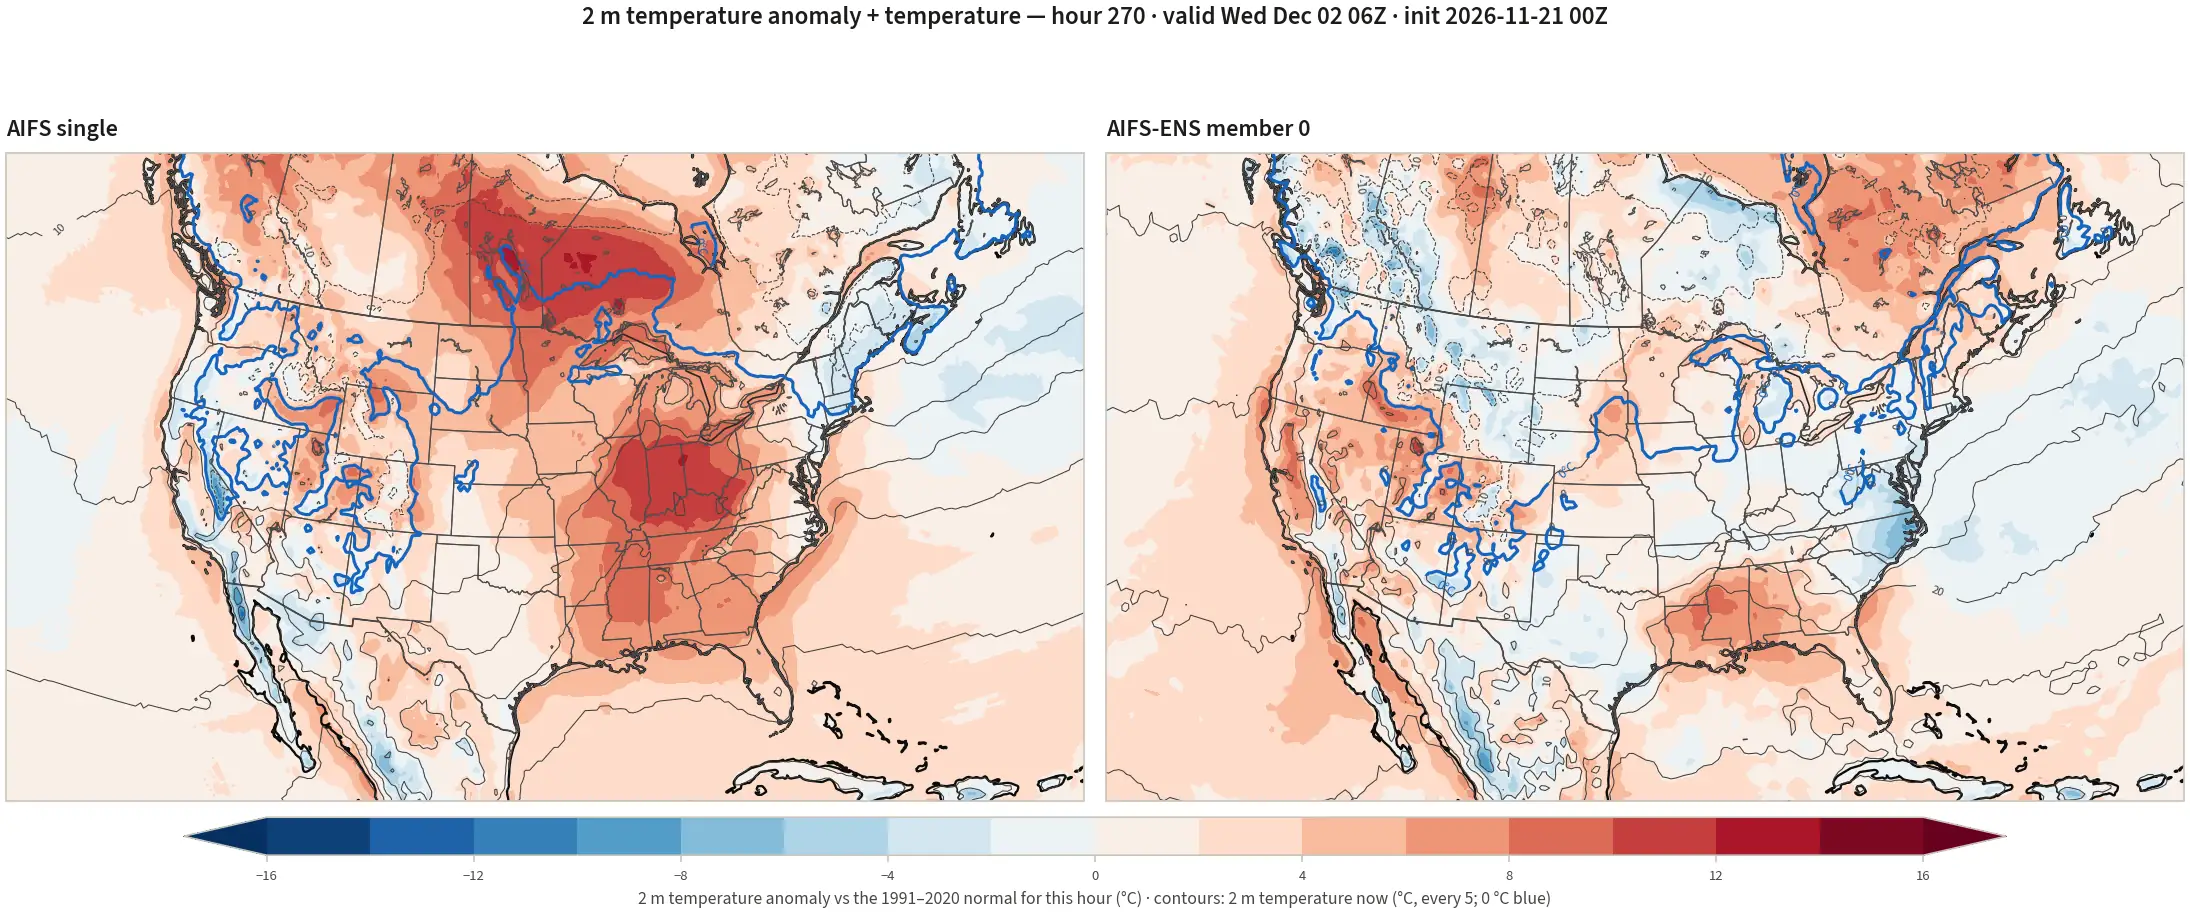 2 m temperature anomaly + temperature — hour 270 · valid Wed Dec 02 06Z · init 2026-11-21 00Z
AIFS single
AIFS-ENS member 0
10
20
10
0°C
−16
−12
−8
−4
0
4
8
12
16
2 m temperature anomaly vs the 1991–2020 normal for this hour (°C) · contours: 2 m temperature now (°C, every 5; 0 °C blue)